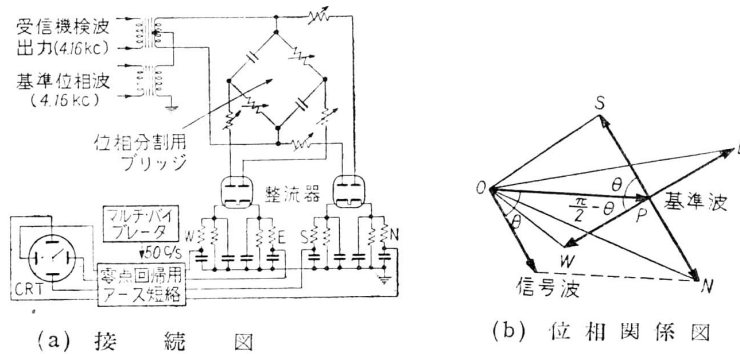 受信機検波
出力(4.16kc)
基準位相波
(4.16kc)
位相分割用
ブリッジ
整流器
マルチ・バイ
ブレータ
50c/s
W
E
S
N
CRT
零点回帰用
アース短絡
(a) 接続図
S
O
θ
θ
π/2-θ
P
基準波
θ
W
N
信号波
(b) 位相関係図